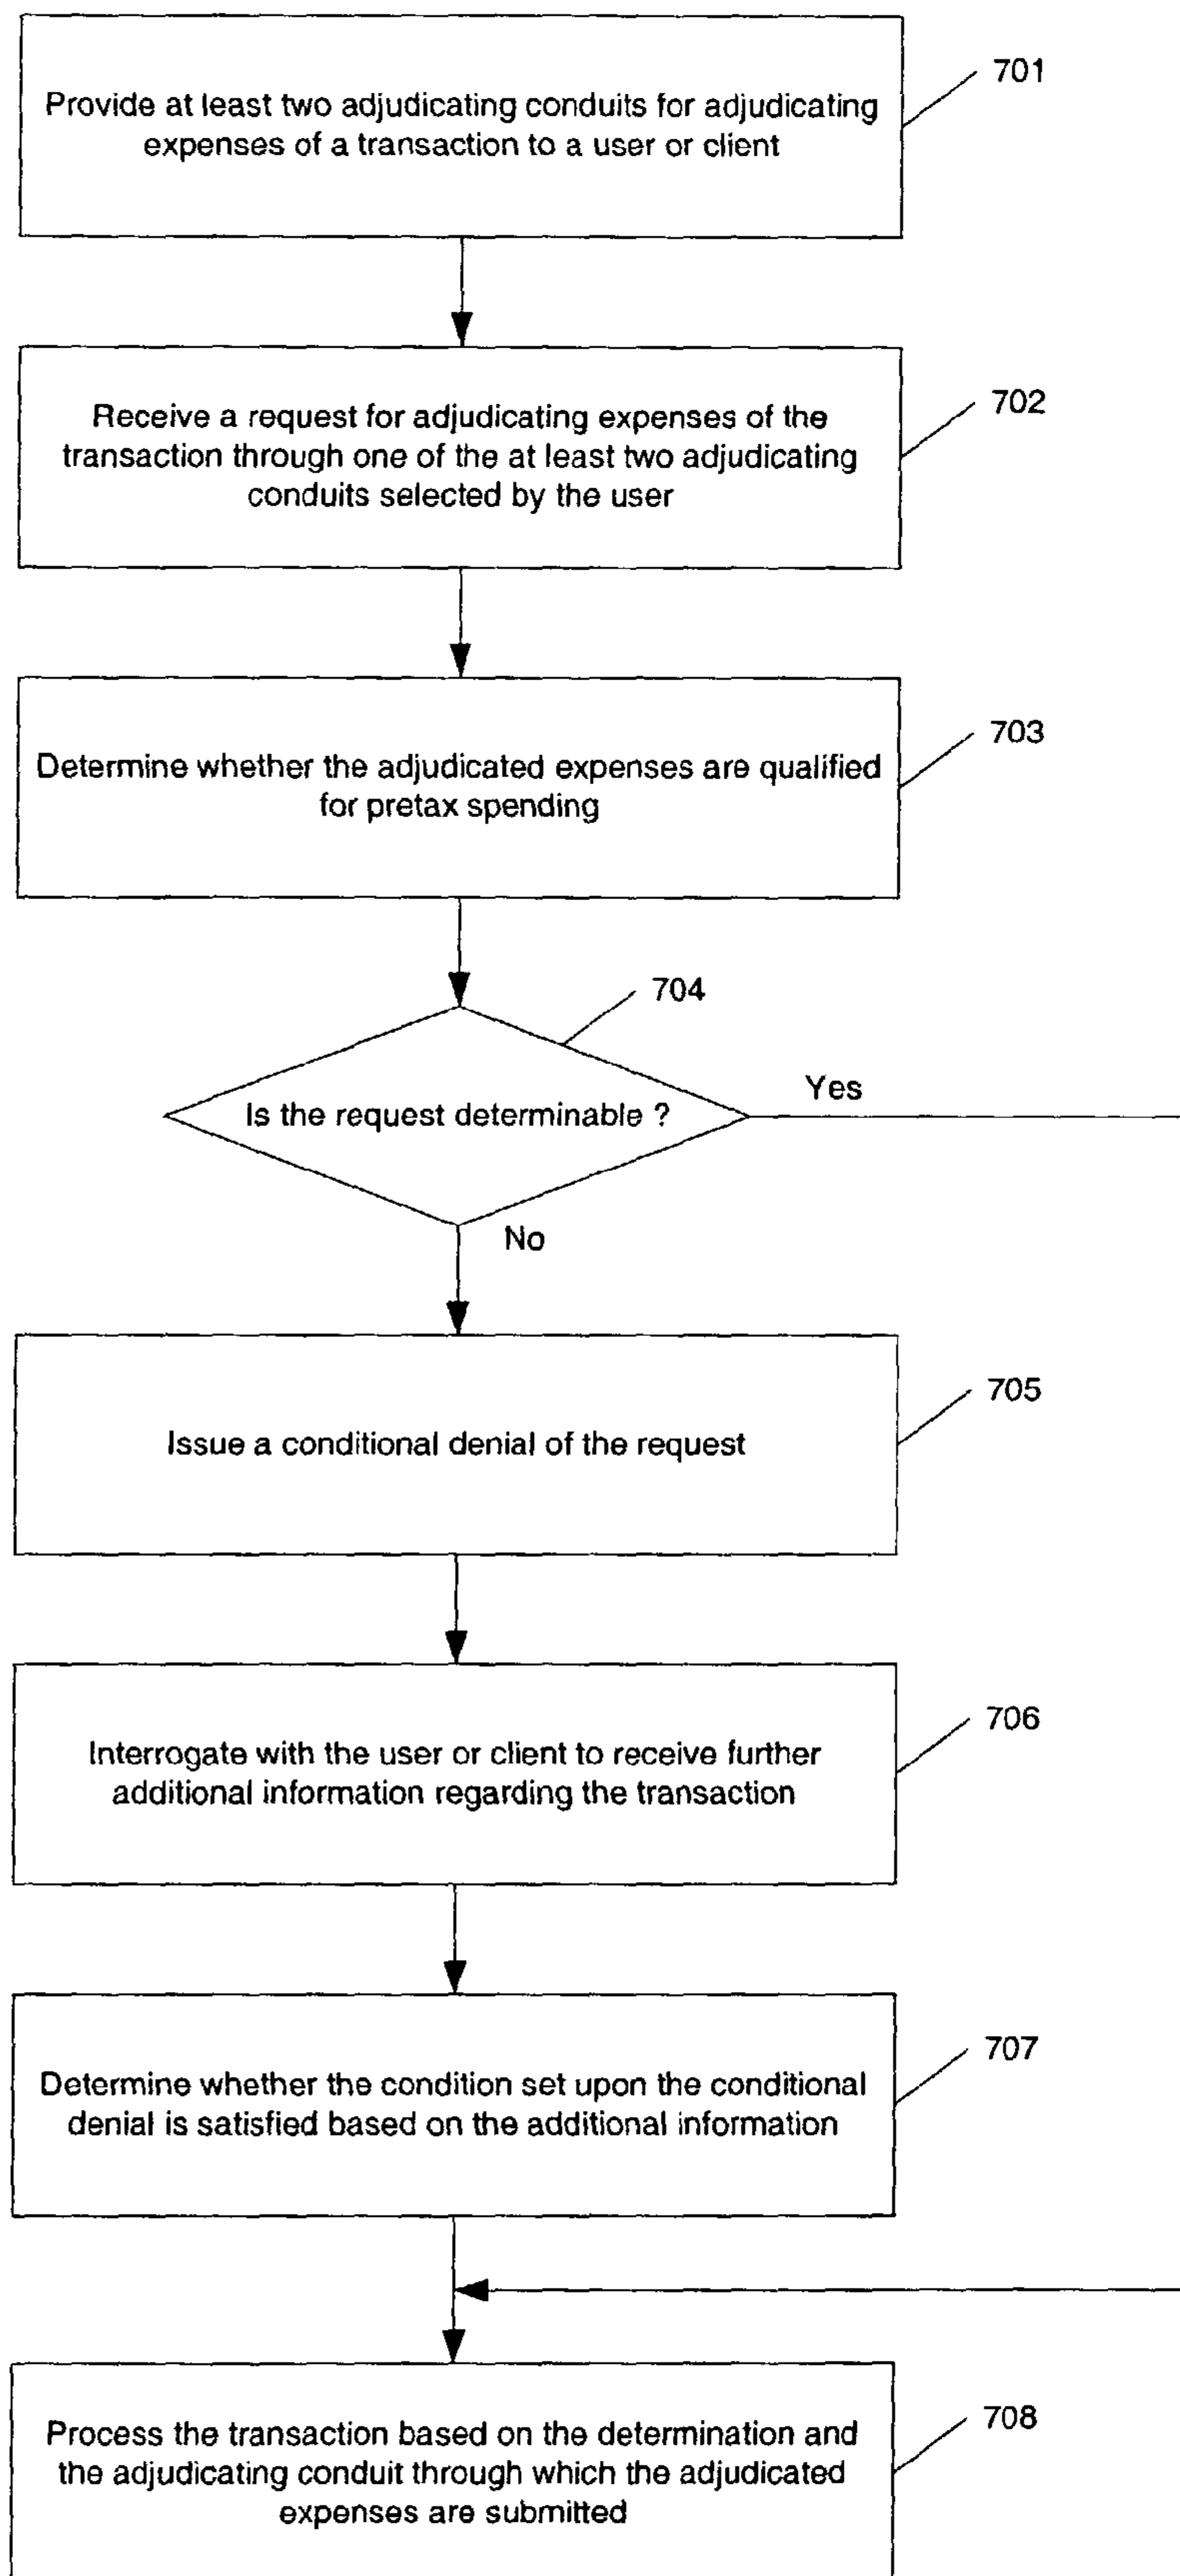 701
Provide at least two adjudicating conduits for adjudicating
expenses of a transaction to a user or client
702
Receive a request for adjudicating expenses of the
transaction through one of the at least two adjudicating
conduits selected by the user
703
Determine whether the adjudicated expenses are qualified
for pretax spending
704
Yes
Is the request determinable ?
No
705
Issue a conditional denial of the request
706
Interrogate with the user or client to receive further
additional information regarding the transaction
707
Determine whether the condition set upon the conditional
denial is satisfied based on the additional information
708
Process the transaction based on the determination and
the adjudicating conduit through which the adjudicated
expenses are submitted